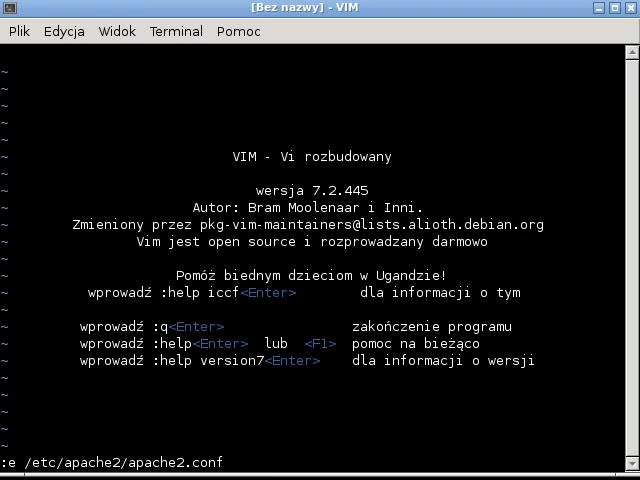 [Bez nazwy] - VIM
Plik Edycja Widok Terminal Pomoc
~
~
~
~
~
~ VIM - Vi rozbudowany
~
~ wersja 7.2.445
~ Autor: Bram Moolenaar i Inni.
~ Zmieniony przez pkg-vim-maintainers@lists.alioth.debian.org
~ Vim jest open source i rozprowadzany darmowo
~
~ Pomóż biednym dzieciom w Ugandzie!
~ wprowadź :help iccf<Enter> dla informacji o tym
~
~ wprowadź :q<Enter> zakończenie programu
~ wprowadź :help<Enter> lub <F1> pomoc na bieżąco
~ wprowadź :help version7<Enter> dla informacji o wersji
~
~
~
~
~
:e /etc/apache2/apache2.conf